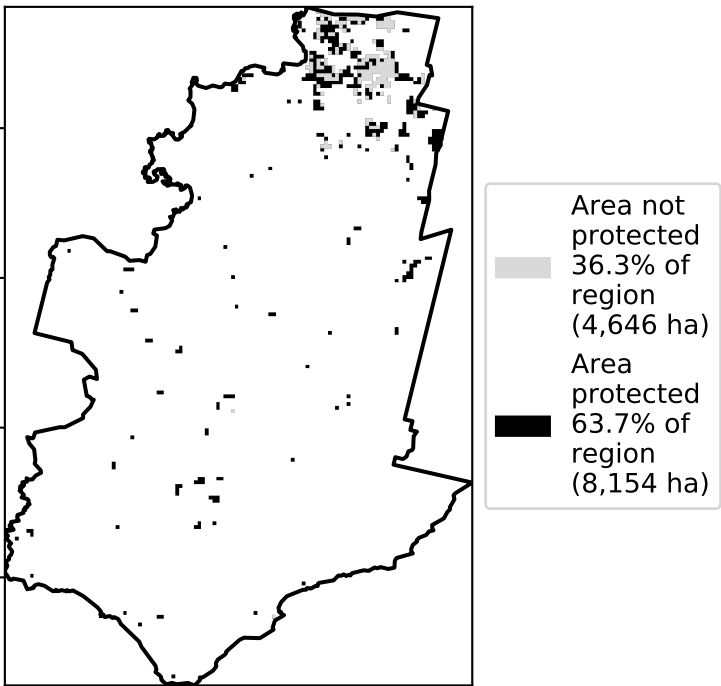 Area not
protected
36.3% of
region
(4,646 ha)
Area
protected
63.7% of
region
(8,154 ha)